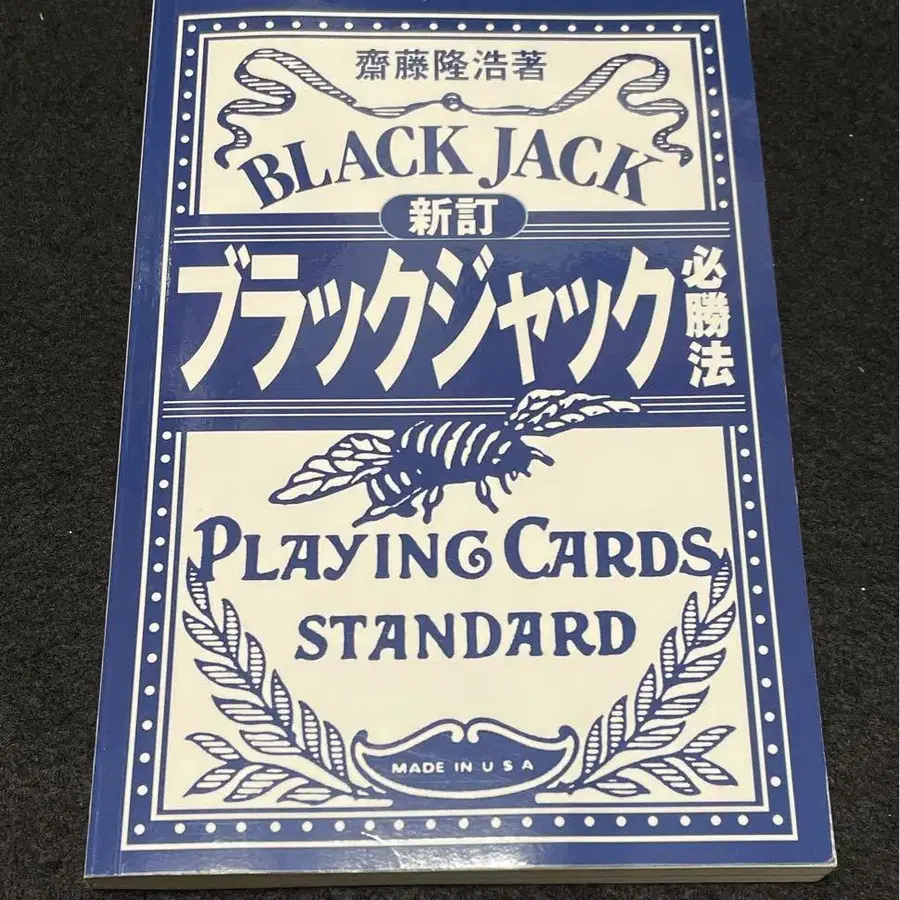 齋藤隆浩著
BLACK JACK
新訂
ブラックジャック
必勝法
PLAYING CARDS
STANDARD
MADE IN USA